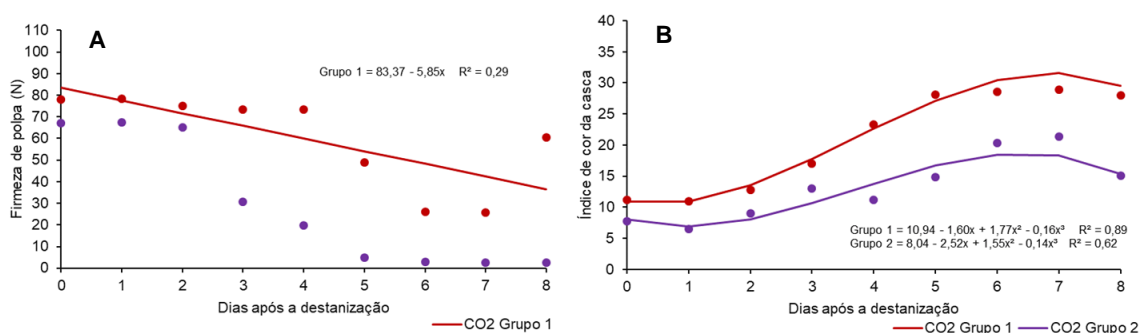 A
Firmeza de polpa (N)
110
100
90
80
70
60
50
40
30
20
10
0
Grupo 1 = 83,37 - 5,85x R² = 0,29
0 1 2 3 4 5 6 7 8
Dias após a destanização
CO2 Grupo 1
B
Índice de cor da casca
40
35
30
25
20
15
10
5
0
Grupo 1 = 10,94 - 1,60x + 1,77x² - 0,16x³ R² = 0,89
Grupo 2 = 8,04 - 2,52x + 1,55x² - 0,14x³ R² = 0,62
0 1 2 3 4 5 6 7 8
Dias após a destanização
CO2 Grupo 1 CO2 Grupo 2